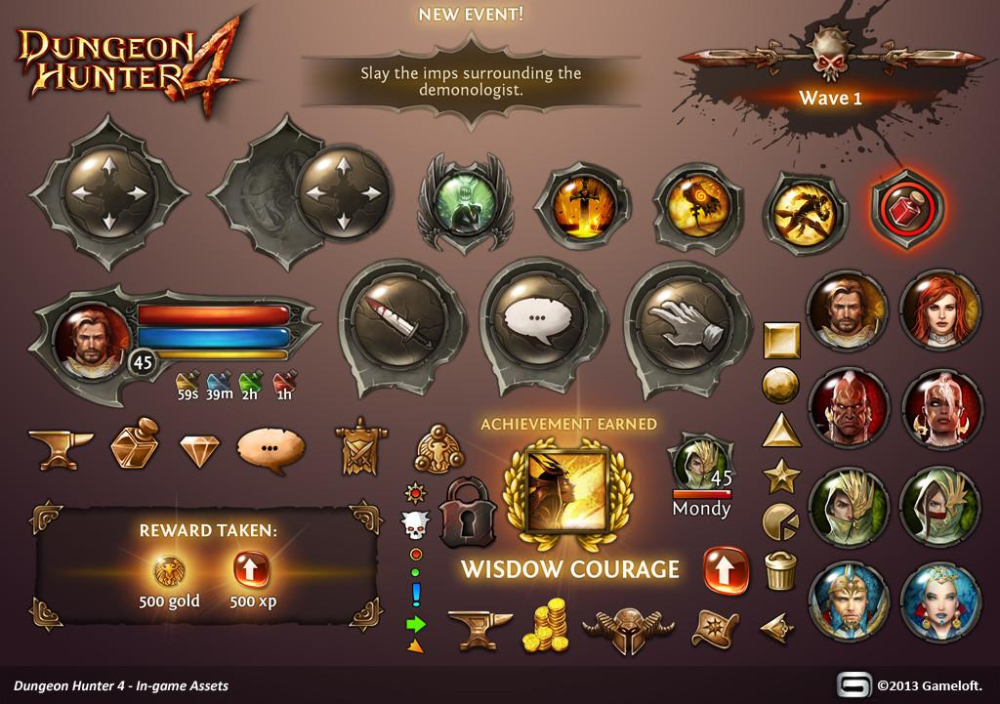 DUNGEON
HUNTER 4
NEW EVENT!
Slay the imps surrounding the
demonologist.
Wave 1
45
59s 39m 2h 1h
ACHIEVEMENT EARNED
45
Mondy
REWARD TAKEN:
500 gold 500 xp
WISDOW COURAGE
Dungeon Hunter 4 - In-game Assets
©2013 Gameloft.